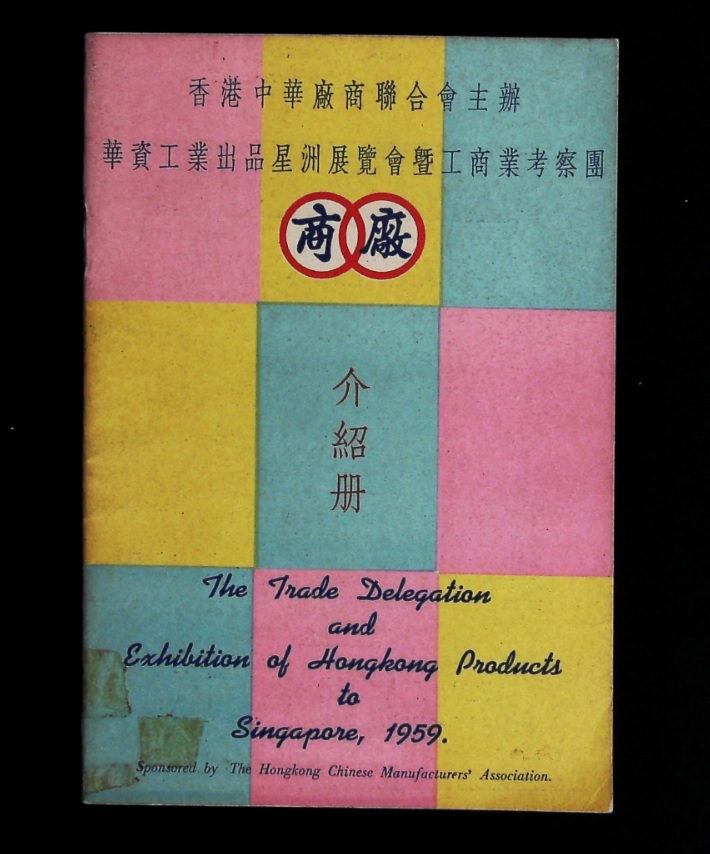 香港中華廠商聯合會主辦
華資工業出品星洲展覽會暨工商業考察團
商廠
介紹册
The Trade Delegation
and
Exhibition of Hongkong Products
to
Singapore, 1959.
Sponsored by The Hongkong Chinese Manufacturers' Association.